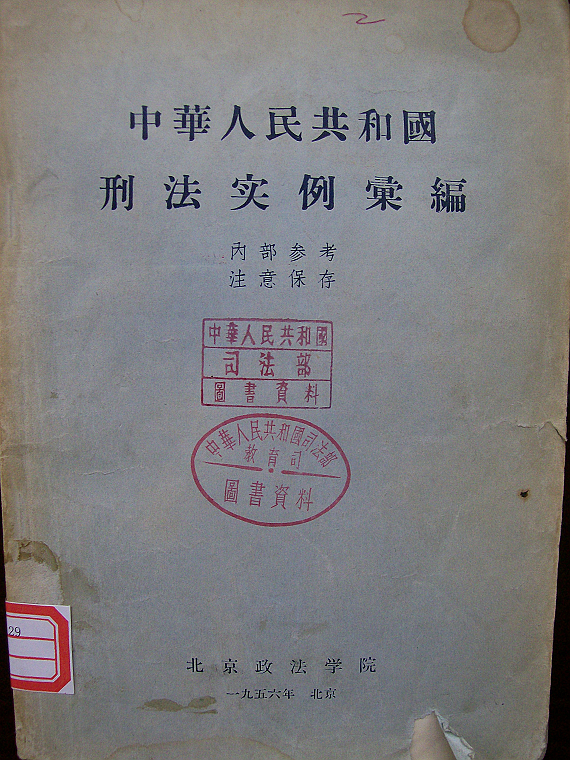 中華人民共和國
刑法实例彙編
內部参考
注意保存
中華人民共和國
司法部
圖書資料
中華人民共和國司法部
教育司
圖書資料
29
北京政法学院
一九五六年 北京